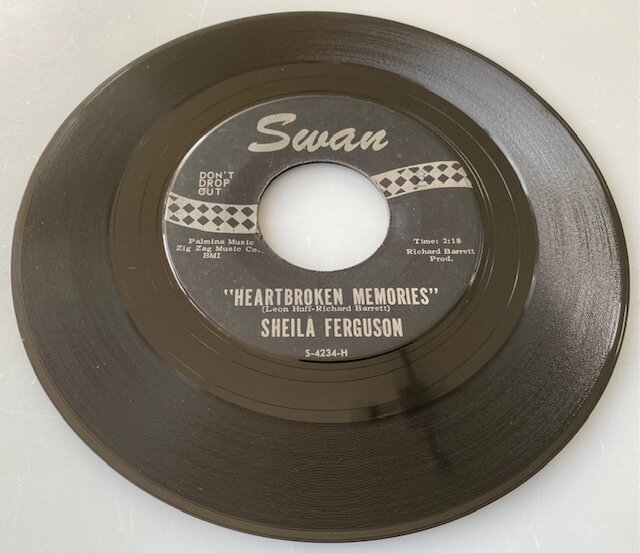 Swan
DON'T
DROP
OUT
Palmina Music
Zig Zag Music Co.
BMI
Time: 2:18
Richard Barrett
Prod.
"HEARTBROKEN MEMORIES"
(Leon Huff-Richard Barrett)
SHEILA FERGUSON
S-4234-H